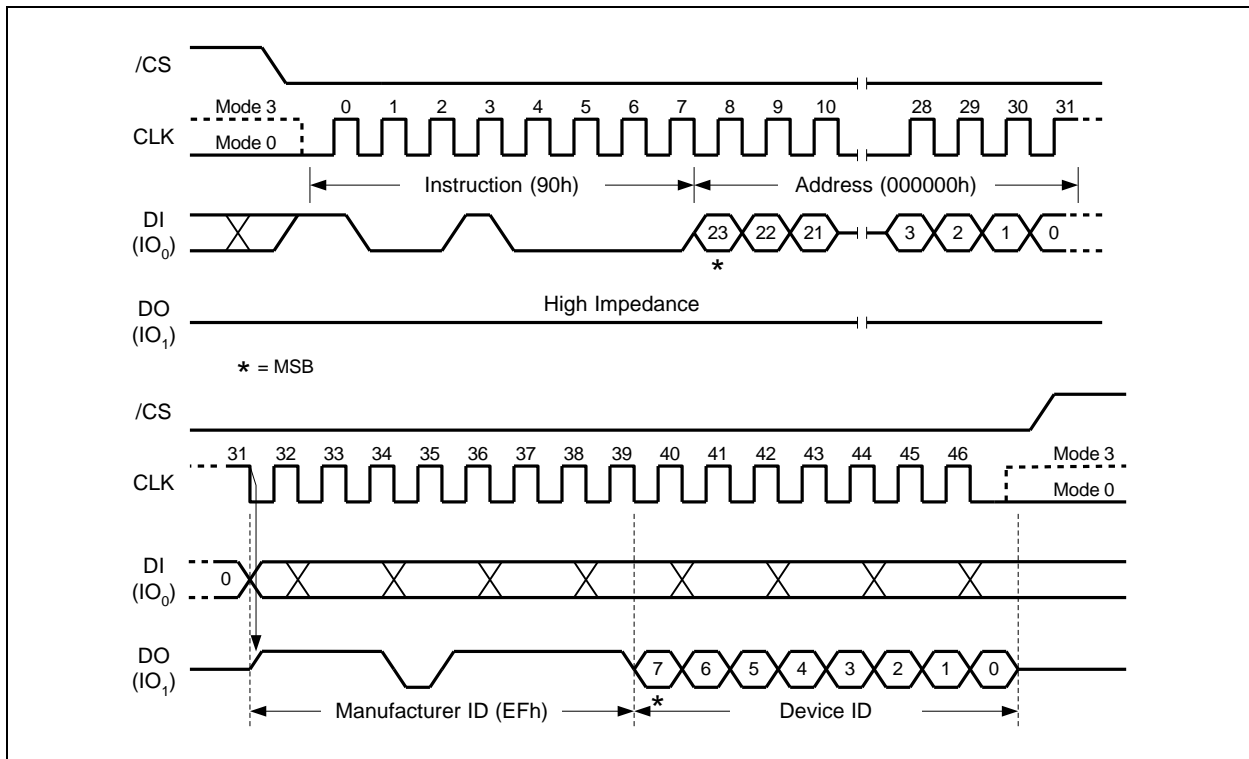 /CS
Mode 3 0 1 2 3 4 5 6 7 8 9 10 28 29 30 31
CLK
Mode 0
Instruction (90h) Address (000000h)
DI
(IO0) 23 22 21 3 2 1 0
*
DO High Impedance
(IO1)
* = MSB
/CS
31 32 33 34 35 36 37 38 39 40 41 42 43 44 45 46 Mode 3
CLK
Mode 0
DI
(IO0) 0
DO
(IO1) 7 6 5 4 3 2 1 0
*
Manufacturer ID (EFh) Device ID